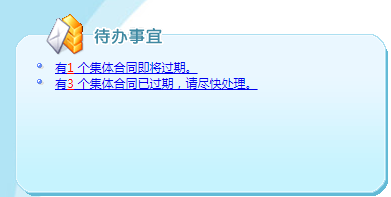 待办事宜
有1 个集体合同即将过期。
有3 个集体合同已过期，请尽快处理。